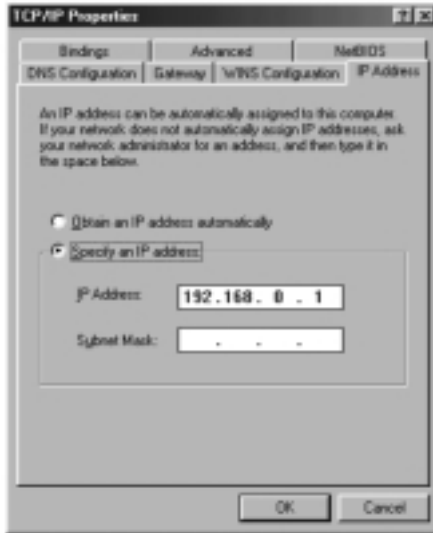 TCP/IP Properties
Bindings Advanced NetBIOS
DNS Configuration Gateway WINS Configuration IP Address
An IP address can be automatically assigned to this computer.
If your network does not automatically assign IP addresses, ask
your network administrator for an address, and then type it in
the space below.
Obtain an IP address automatically
Specify an IP address:
IP Address: 192.168. 0 . 1
Subnet Mask: . . .
OK Cancel